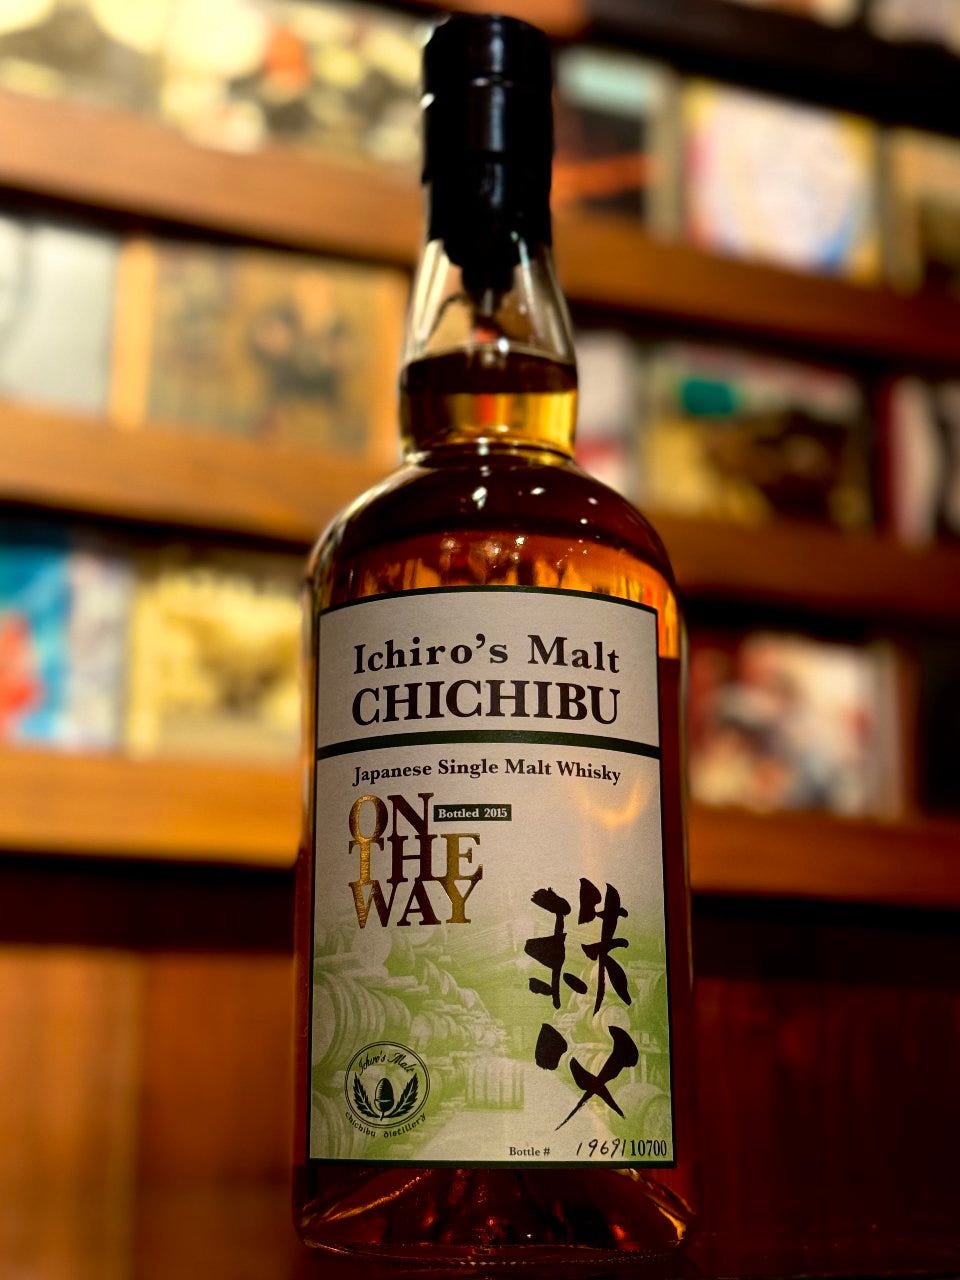 Ichiro's Malt
CHICHIBU
Japanese Single Malt Whisky
ON
Bottled 2015
THE
WAY
秩父
Ichiro's Malt
chichibu distillery
Bottle # 1969/10700